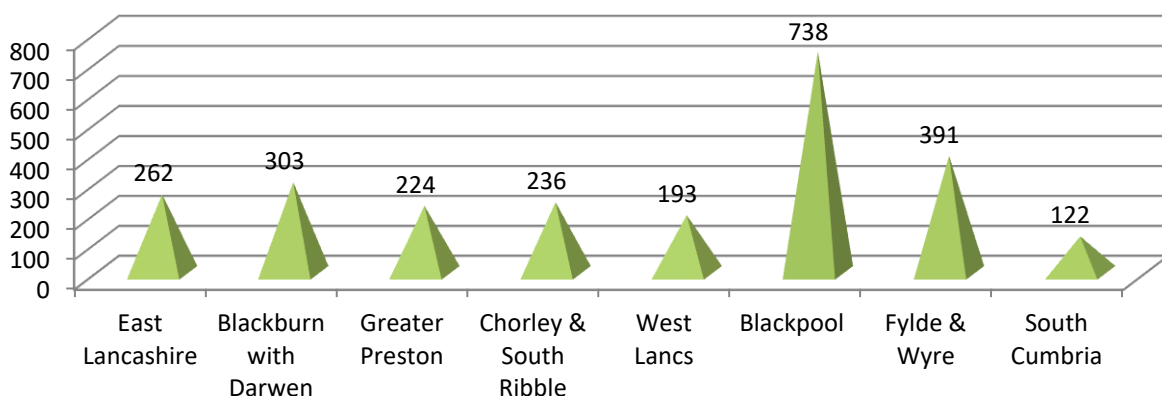 800
700
600
500
400
300
200
100
0
262
303
224
236
193
738
391
122
East
Lancashire
Blackburn
with
Darwen
Greater
Preston
Chorley &
South
Ribble
West
Lancs
Blackpool
Fylde &
Wyre
South
Cumbria